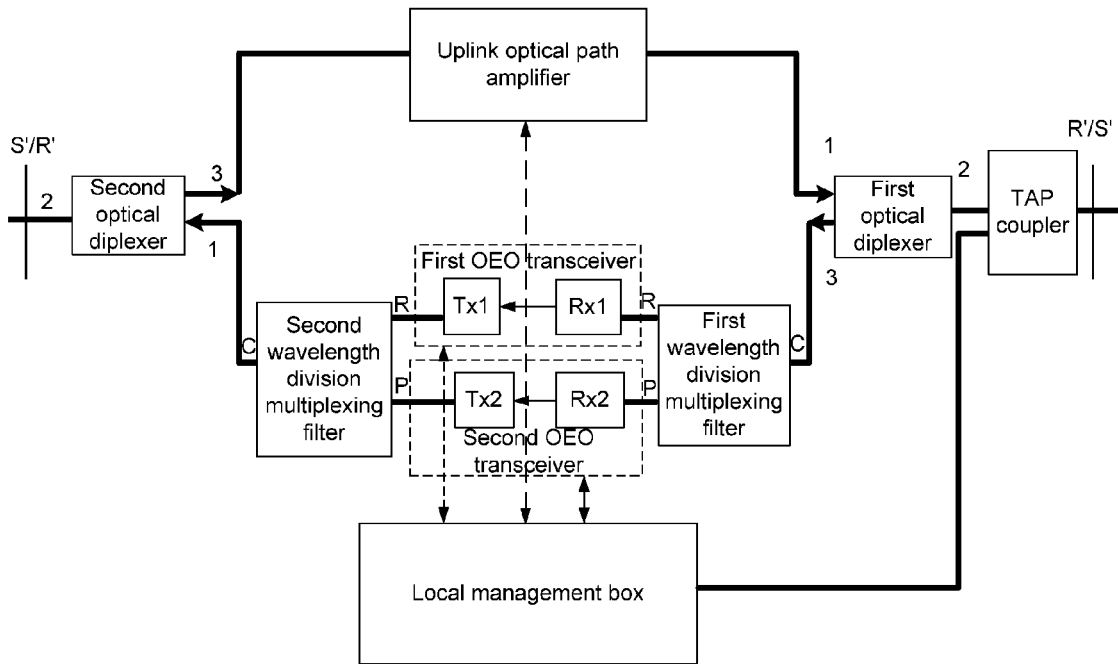 Uplink optical path
amplifier
S'/R'
R'/S'
2
Second
optical
diplexer
3
1
1
First
optical
diplexer
2
3
TAP
coupler
First OEO transceiver
R
Tx1
Rx1
R
Second
wavelength
division
multiplexing
filter
C
First
wavelength
division
multiplexing
filter
C
P
Tx2
Rx2
P
Second OEO
transceiver
Local management box